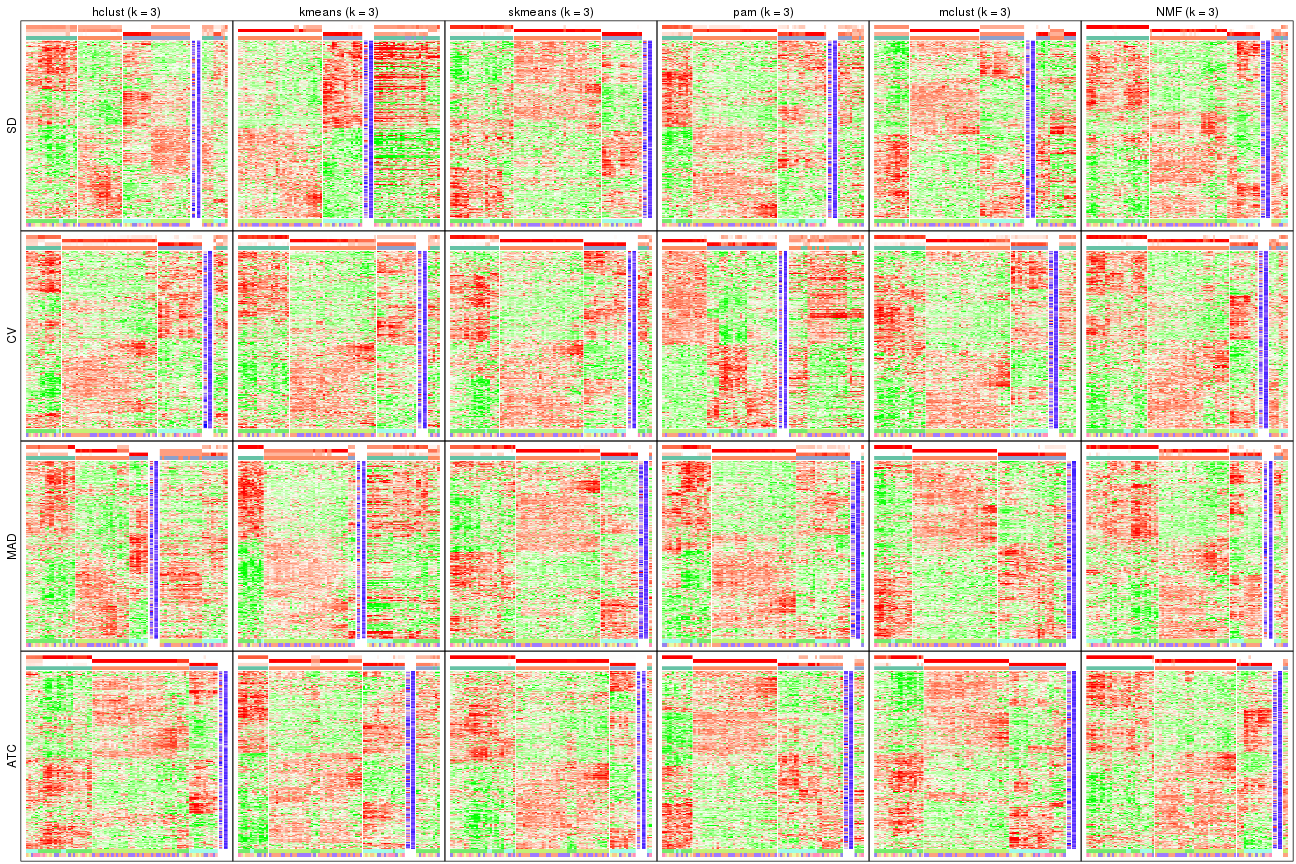 hclust (k = 3)
kmeans (k = 3)
skmeans (k = 3)
pam (k = 3)
mclust (k = 3)
NMF (k = 3)
SD
CV
MAD
ATC